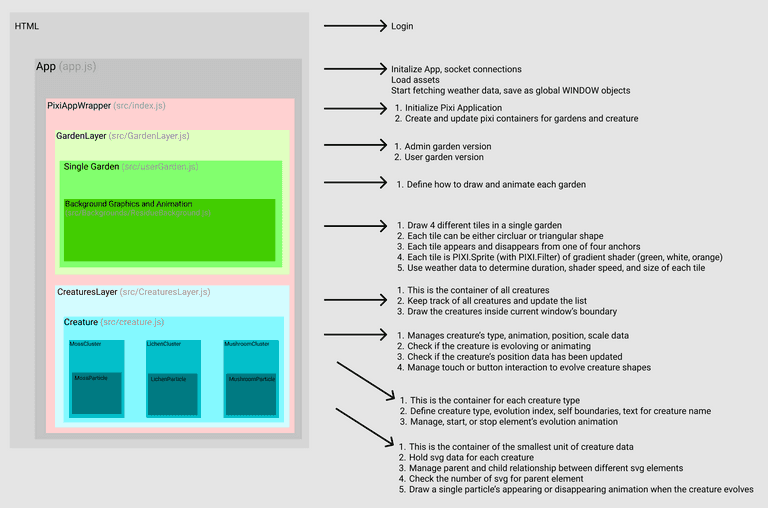 HTML
Login
App (app.js)
Initalize App, socket connections
Load assets
Start fetching weather data, save as global WINDOW objects
PixiAppWrapper (src/index.js)
1. Initialize Pixi Application
2. Create and update pixi containers for gardens and creature
GardenLayer (src/GardenLayer.js)
1. Admin garden version
2. User garden version
Single Garden (src/userGarden.js)
1. Define how to draw and animate each garden
Background Graphics and Animation
1. Draw 4 different tiles in a single garden
2. Each tile can be either circluar or triangular shape
3. Each tile appears and disappears from one of four anchors
4. Each tile is PIXI.Sprite (with PIXI.Filter) of gradient shader (green, white, orange)
5. Use weather data to determine duration, shader speed, and size of each tile
CreaturesLayer (src/CreaturesLayer.js)
1. This is the container of all creatures
2. Keep track of all creatures and update the list
3. Draw the creatures inside current window's boundary
Creature (src/creature.js)
1. Manages creature's type, animation, position, scale data
2. Check if the creature is evoloving or animating
3. Check if the creature's position data has been updated
4. Manage touch or button interaction to evolve creature shapes
MossCluster
LichenCluster
MushroomCluster
1. This is the container for each creature type
2. Define creature type, evolution index, self boundaries, text for creature name
3. Manage, start, or stop element's evolution animation
MossParticle
LichenParticle
MushroomParticle
1. This is the container of the smallest unit of creature data
2. Hold svg data for each creature
3. Manage parent and child relationship between different svg elements
4. Check the number of svg for parent element
5. Draw a single particle's appearing or disappearing animation when the creature evolves